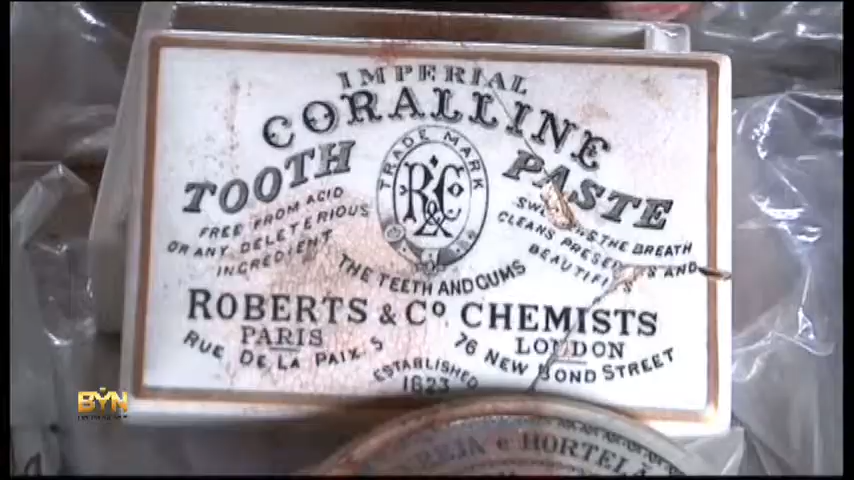 IMPERIAL
CORALLINE
TOOTH PASTE
TRADE MARK
R&Co
FREE FROM ACID
OR ANY DELETERIOUS
INGREDIENT
THE BREATH
CLEANS
BEAUTIFIES AND
THE TEETH AND GUMS
ROBERTS & Co CHEMISTS
PARIS
RUE DE LA PAIX. 5
LONDON
76 NEW BOND STREET
ESTABLISHED
1823
e HORTELÃ
BYN